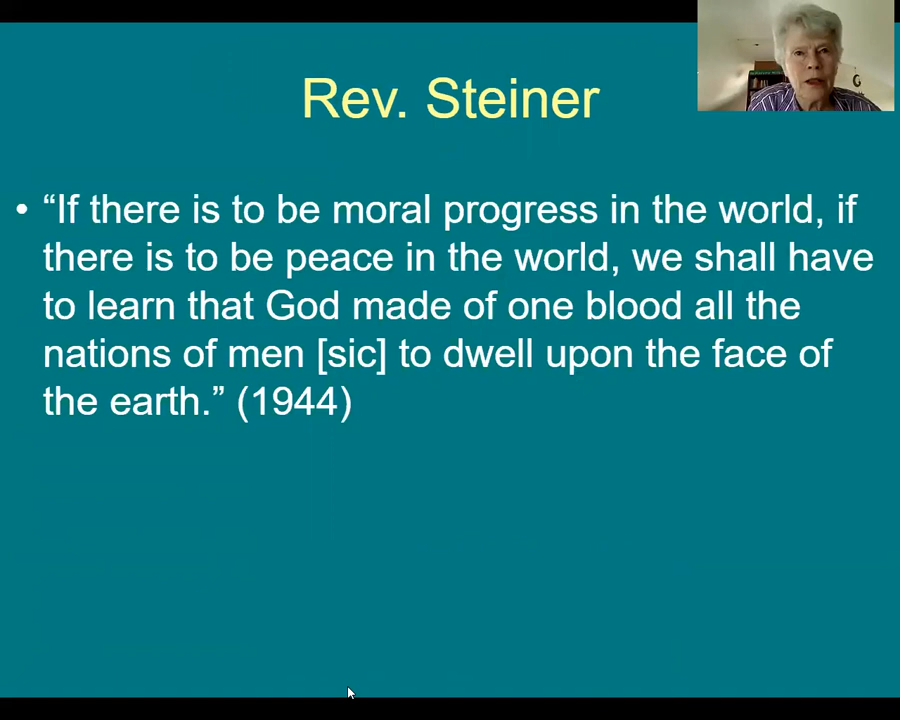 Rev. Steiner
• “If there is to be moral progress in the world, if
there is to be peace in the world, we shall have
to learn that God made of one blood all the
nations of men [sic] to dwell upon the face of
the earth.” (1944)